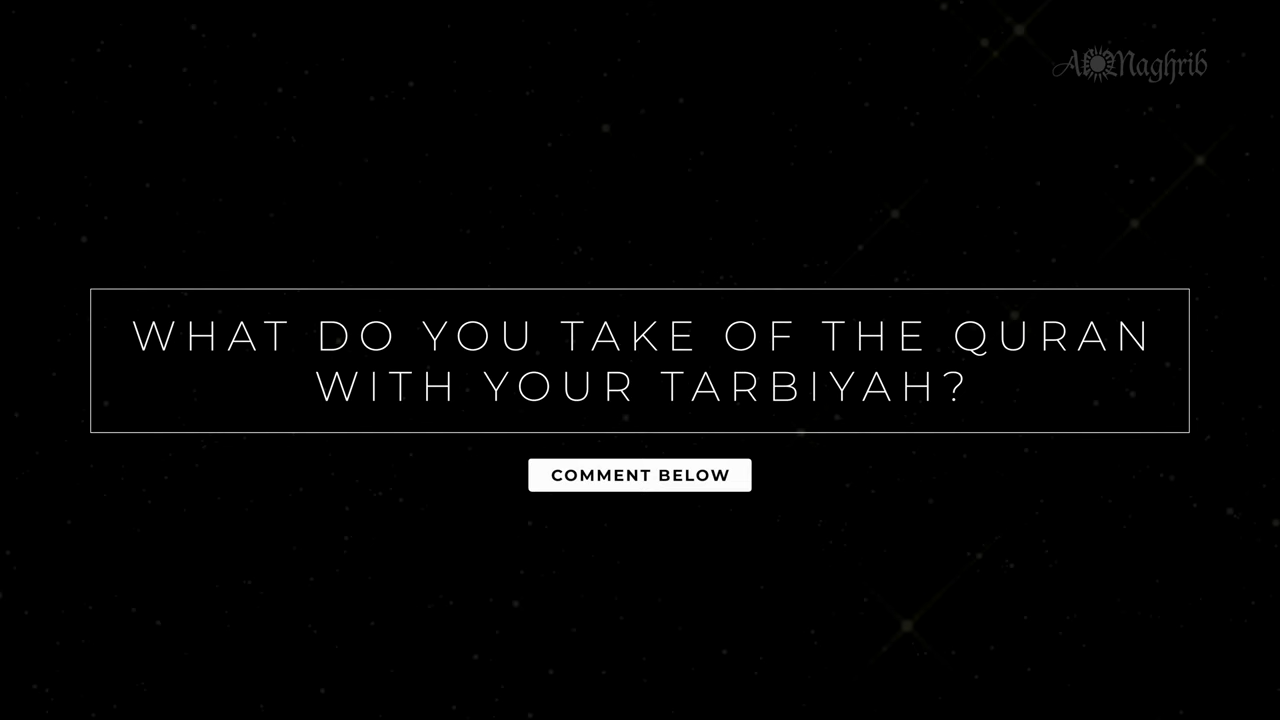 AlMaghrib
WHAT DO YOU TAKE OF THE QURAN
WITH YOUR TARBIYAH?
COMMENT BELOW